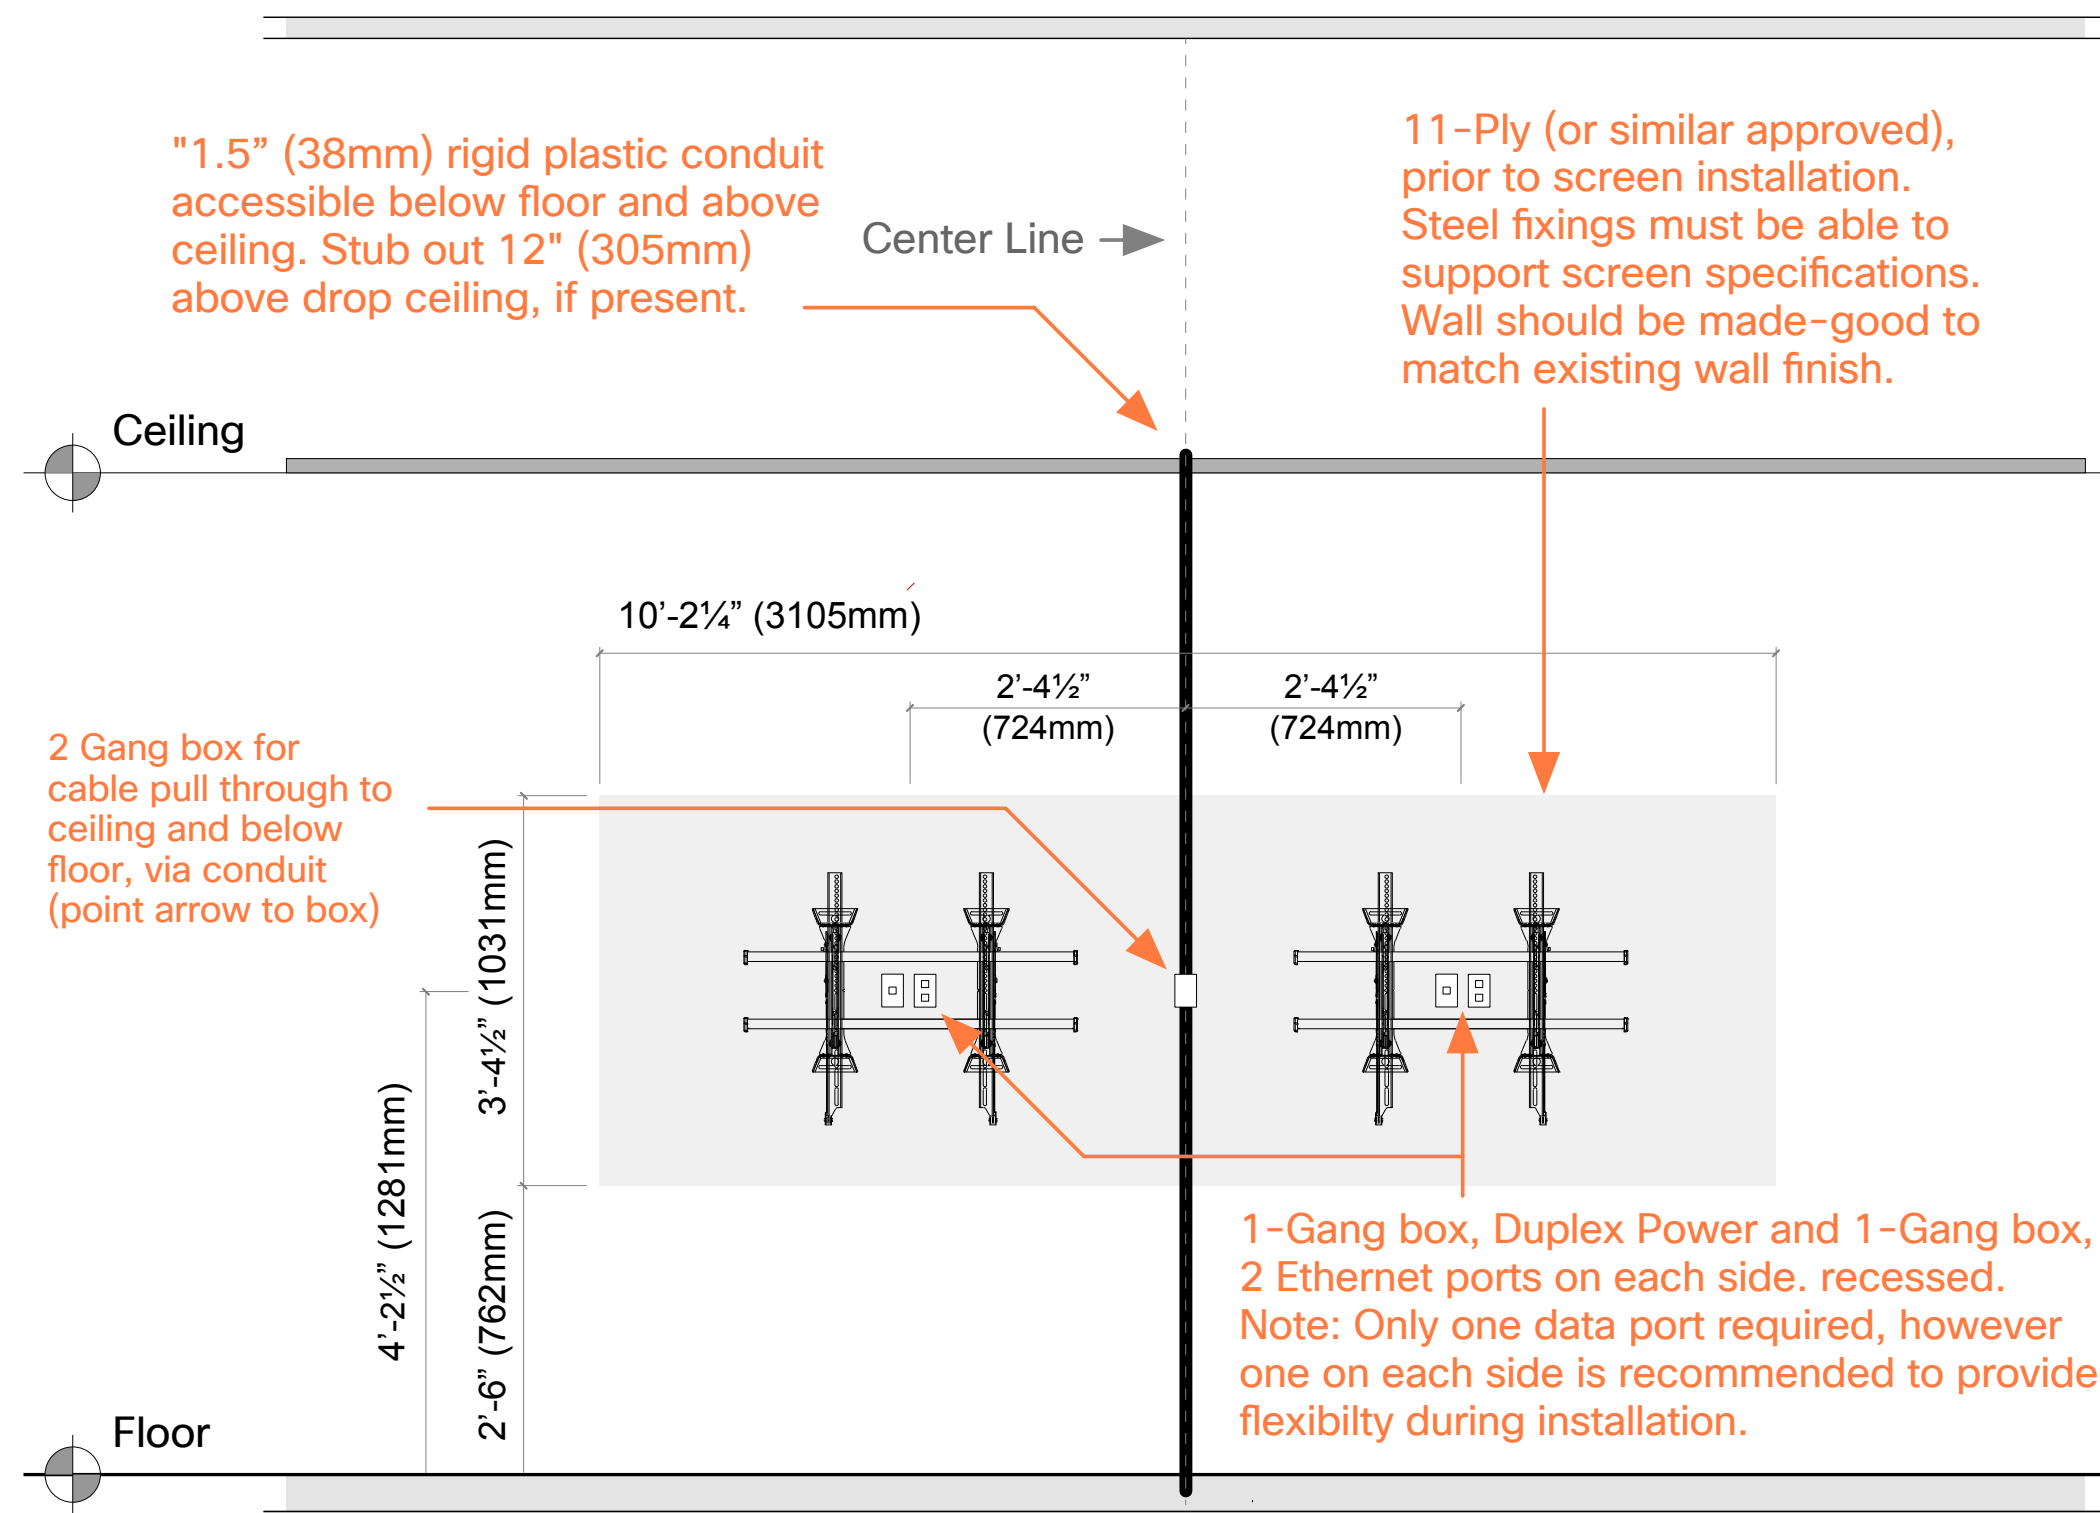 "1.5” (38mm) rigid plastic conduit
accessible below floor and above
ceiling. Stub out 12" (305mm)
above drop ceiling, if present.
Center Line
11-Ply (or similar approved),
prior to screen installation.
Steel fixings must be able to
support screen specifications.
Wall should be made-good to
match existing wall finish.
Ceiling
10’-2¼” (3105mm)
2’-4½”
(724mm)
2’-4½”
(724mm)
2 Gang box for
cable pull through to
ceiling and below
floor, via conduit
(point arrow to box)
3’-4½” (1031mm)
4’-2½” (1281mm)
2’-6” (762mm)
1-Gang box, Duplex Power and 1-Gang box,
2 Ethernet ports on each side. recessed.
Note: Only one data port required, however
one on each side is recommended to provide
flexibilty during installation.
Floor